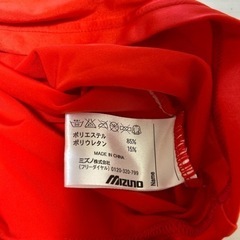 ポリエステル 85%
ポリウレタン 15%
MADE IN CHINA
ミズノ株式会社
(フリーダイヤル) 0120-320-799
MIZUNO
Name